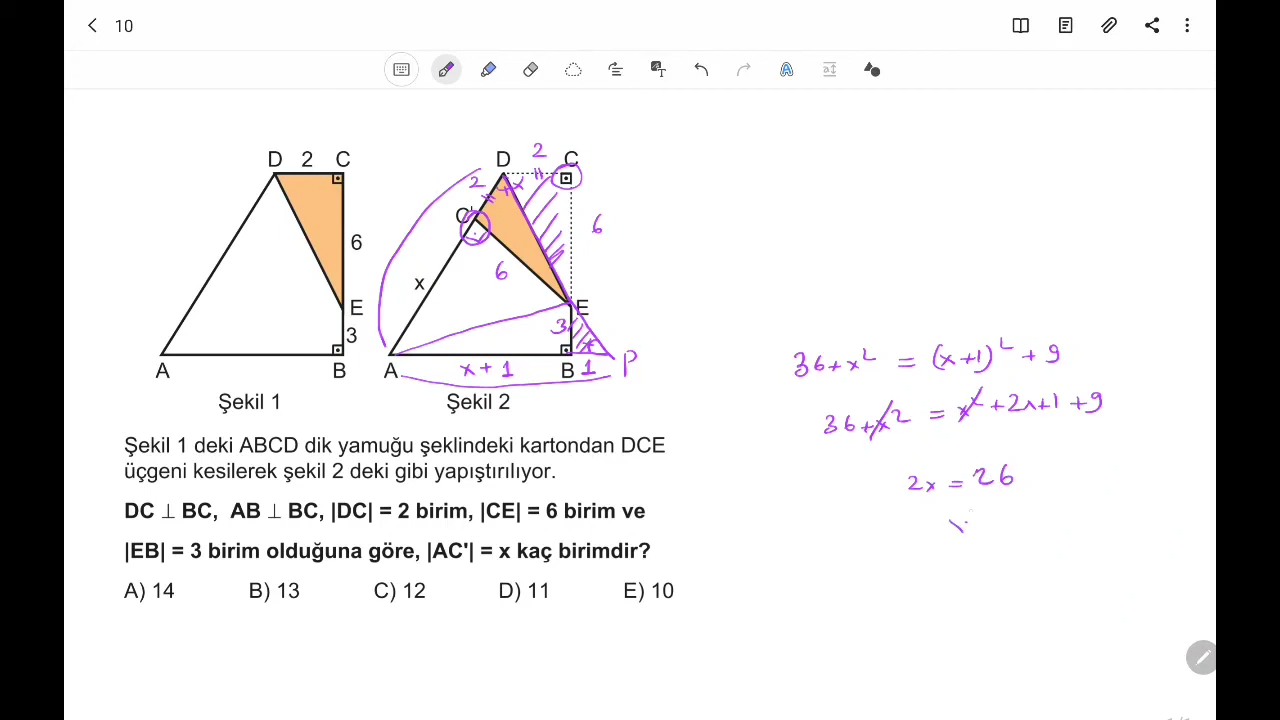 10
D 2 C
6
E
3
A B
Şekil 1
2
D C
2 x
C'
6
x 6
E
3
x
A x + 1 B 1 P
Şekil 2
36+x² = (x+1)² + 9
36+x² = x² +2x+1 +9
2x = 26
Şekil 1 deki ABCD dik yamuğu şeklindeki kartondan DCE
üçgeni kesilerek şekil 2 deki gibi yapıştırılıyor.
DC ⊥ BC, AB ⊥ BC, |DC| = 2 birim, |CE| = 6 birim ve
|EB| = 3 birim olduğuna göre, |AC'| = x kaç birimdir?
A) 14 B) 13 C) 12 D) 11 E) 10